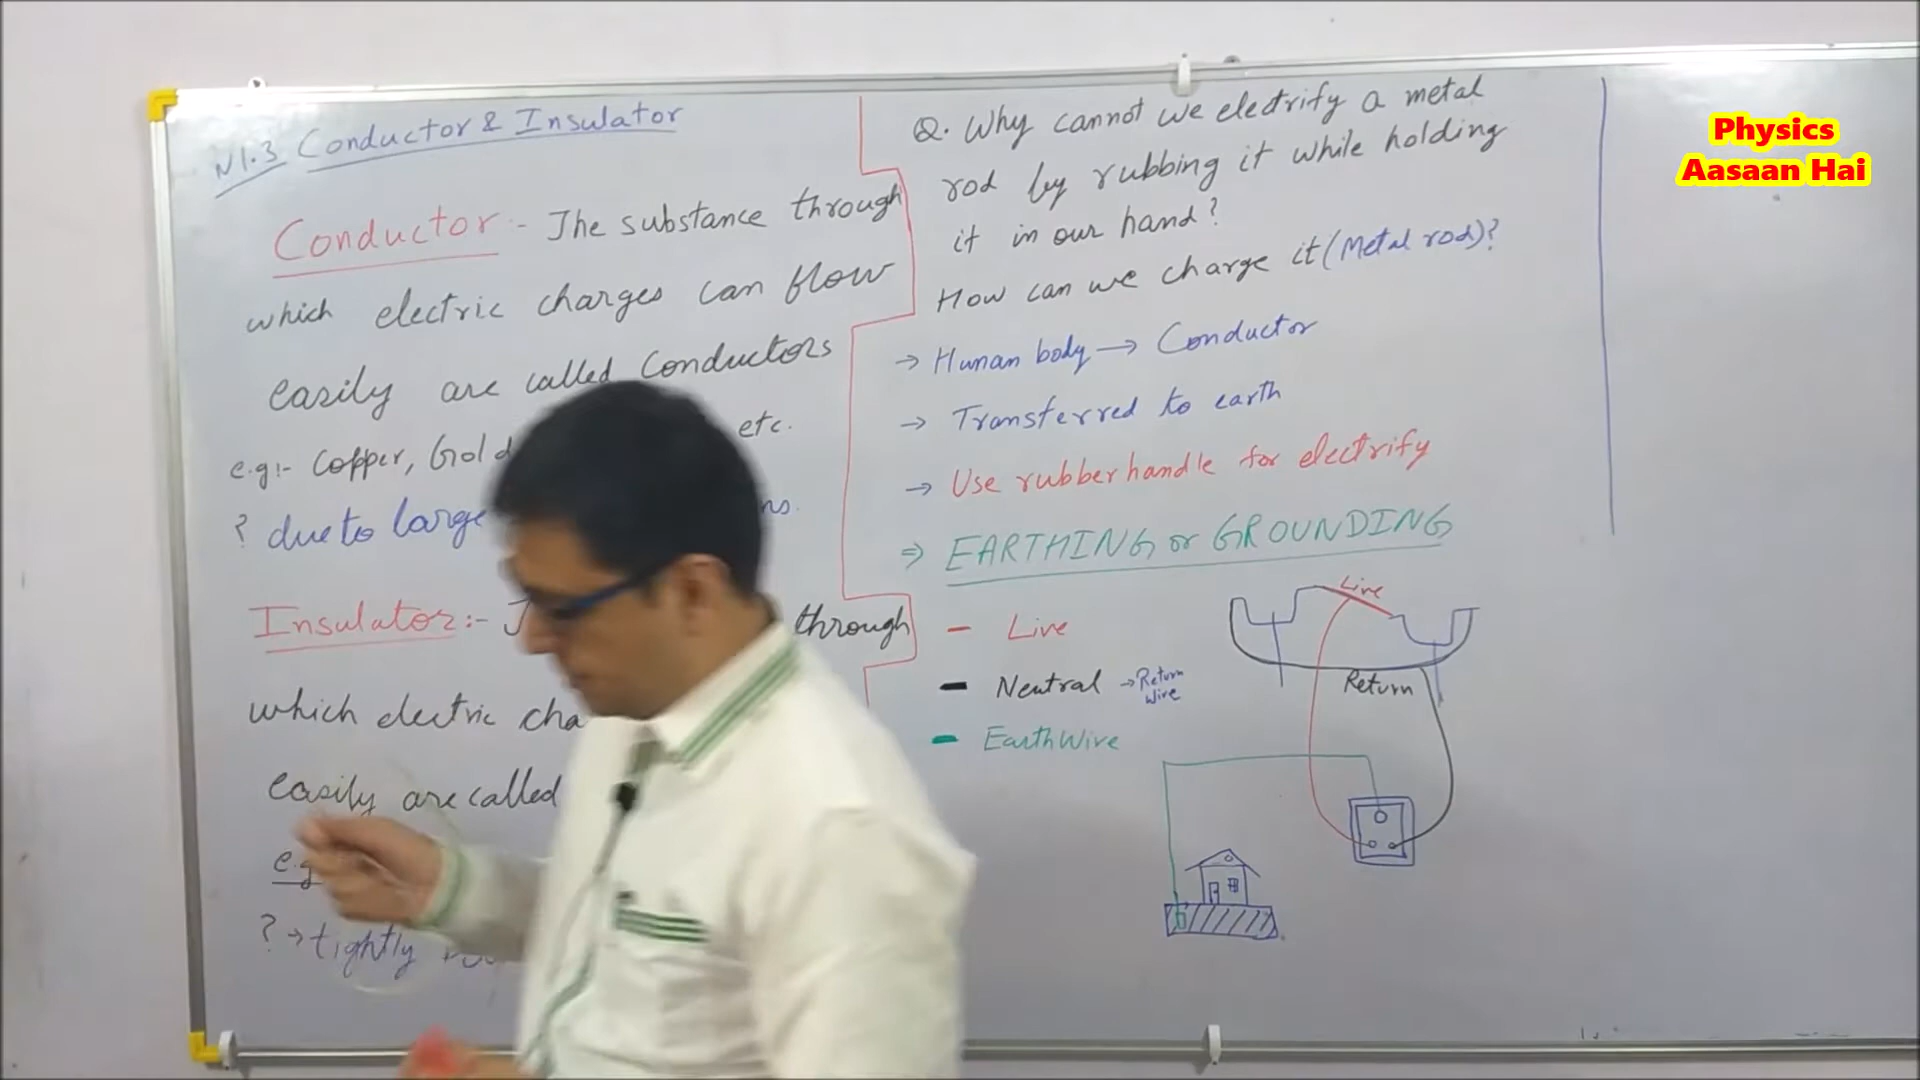 N1.3 Conductor & Insulator
Conductor :- The substance through
which electric charges can flow
easily are called Conductors
e.g:- Copper, Gold etc.
? due to large
Insulator:- through
which electric
easily are called
e.g
? → tightly
Q. Why cannot we electrify a metal
rod by rubbing it while holding
it in our hand?
How can we charge it (Metal rod)?
→ Human body → Conductor
→ Transferred to earth
→ Use rubber handle for electrify
⇒ EARTHING or GROUNDING
- Live
- Neutral → Return
Wire
- Earth Wire
Live
Return
Physics
Aasaan Hai